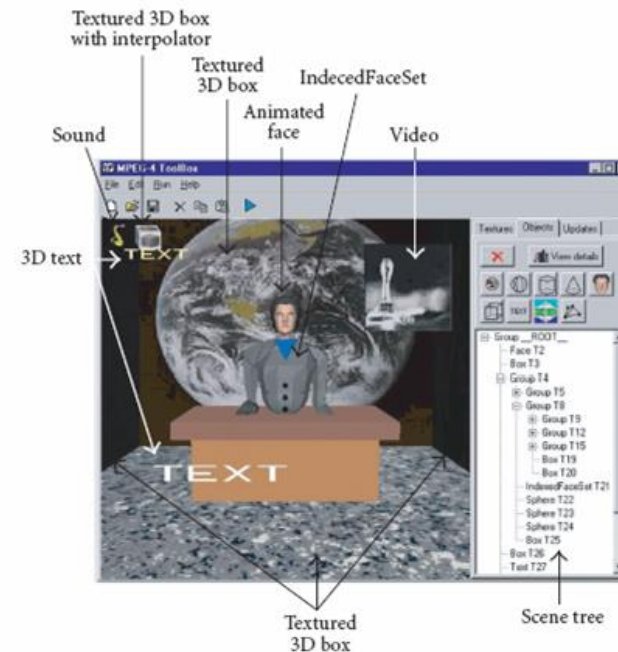 Textured 3D box
with interpolator
Textured
3D box
IndecedFaceSet
Animated
face
Sound
Video
MPEG-4 ToolBox
File Edit Run Help
3D text
TEXT
TEXT
Textures Objects Updates
View details
TEXT
Group __ROOT__
Face T2
Box T3
Group T4
Group T5
Group T8
Group T9
Group T12
Group T15
Box T19
Box T20
IndexedFaceSet T21
Sphere T22
Sphere T23
Sphere T24
Box T25
Box T26
Text T27
Textured
3D box
Scene tree